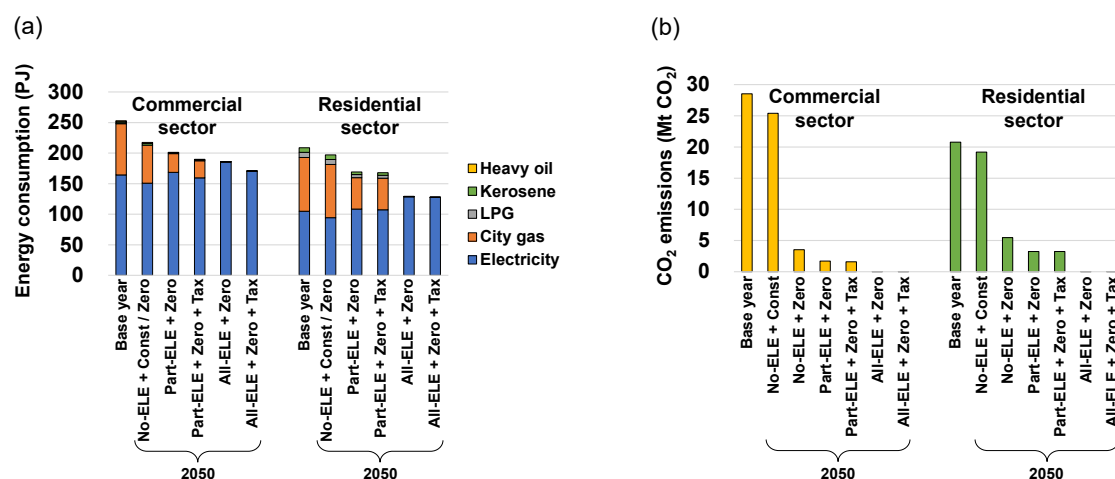 (a)
Energy consumption (PJ)
300
250
200
150
100
50
0
Commercial
sector
Residential
sector
Base year
No-ELE + Const / Zero
Part-ELE + Zero
Part-ELE + Zero + Tax
All-ELE + Zero
All-ELE + Zero + Tax
2050
Base year
No-ELE + Const / Zero
Part-ELE + Zero
Part-ELE + Zero + Tax
All-ELE + Zero
All-ELE + Zero + Tax
2050
Heavy oil
Kerosene
LPG
City gas
Electricity
(b)
CO₂ emissions (Mt CO₂)
30
25
20
15
10
5
0
Commercial
sector
Residential
sector
Base year
No-ELE + Const
No-ELE + Zero
Part-ELE + Zero
Part-ELE + Zero + Tax
All-ELE + Zero
All-ELE + Zero + Tax
2050
Base year
No-ELE + Const
No-ELE + Zero
Part-ELE + Zero
Part-ELE + Zero + Tax
All-ELE + Zero
All-ELE + Zero + Tax
2050